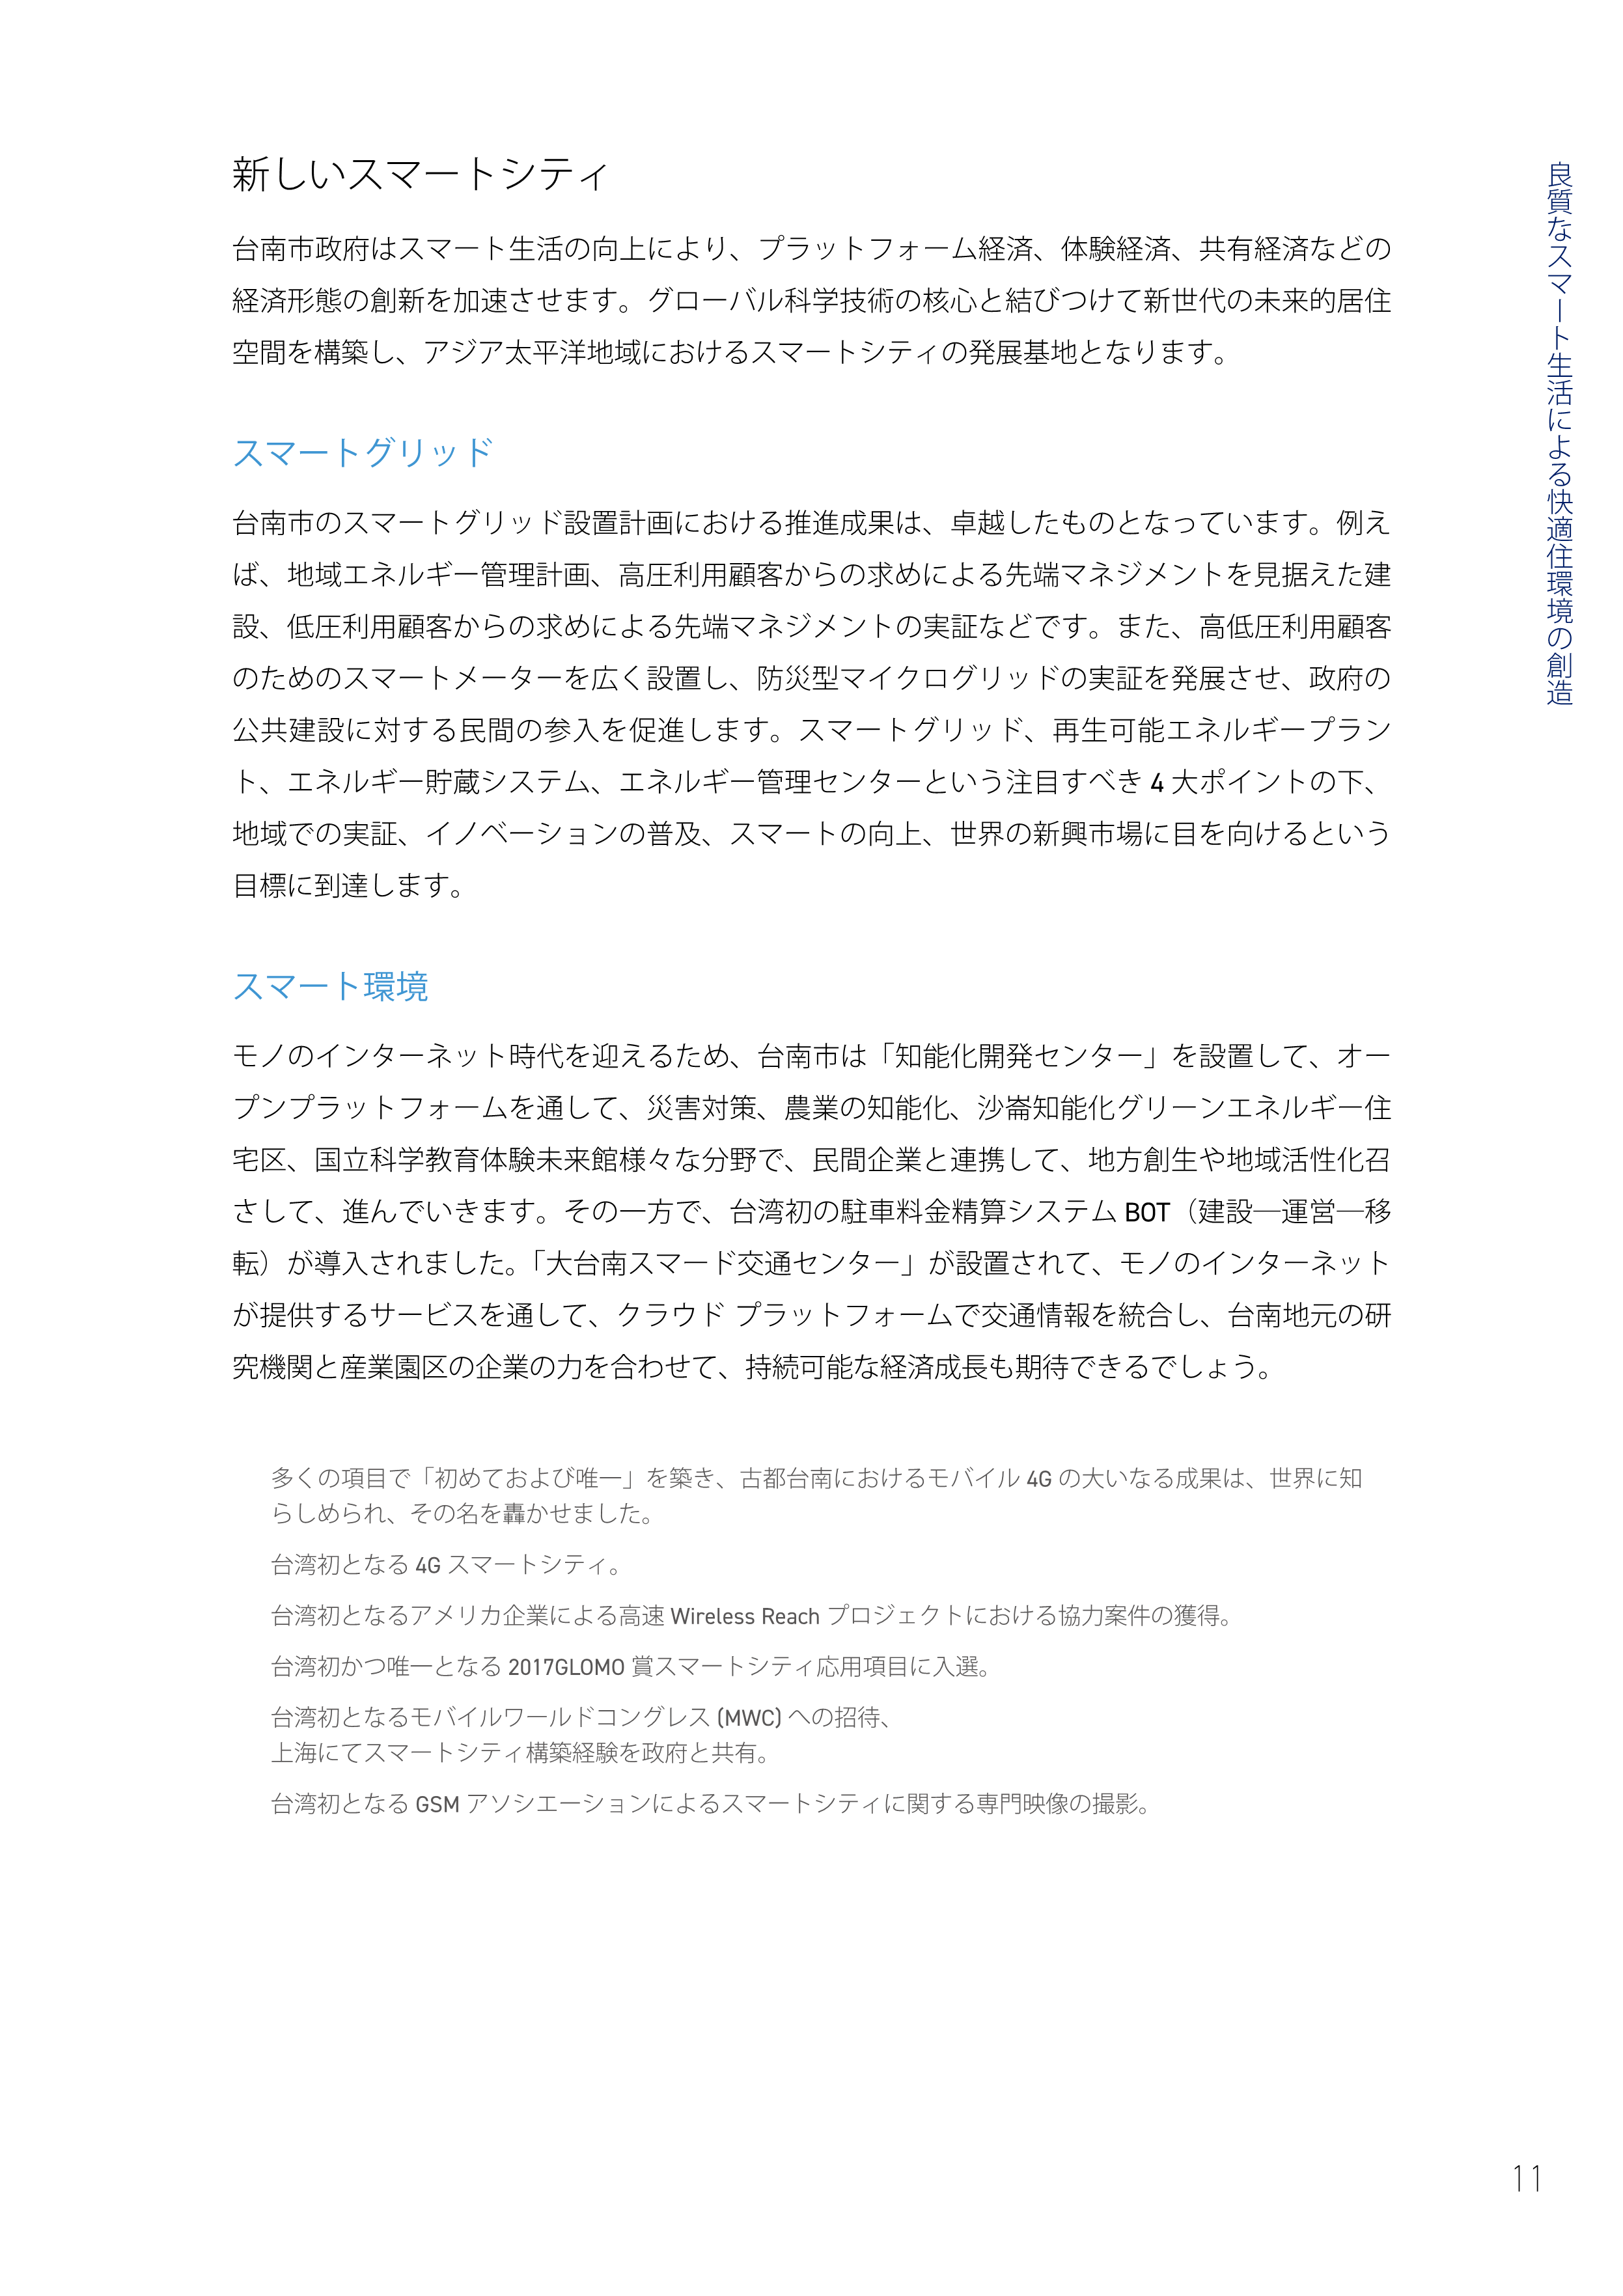 新しいスマートシティ
台南市政府はスマート生活の向上により、プラットフォーム経済、体験経済、共有経済などの
経済形態の創新を加速させます。グローバル科学技術の核心と結びつけて新世代の未来的居住
空間を構築し、アジア太平洋地域におけるスマートシティの発展基地となります。
スマートグリッド
台南市のスマートグリッド設置計画における推進成果は、卓越したものとなっています。例え
ば、地域エネルギー管理計画、高圧利用顧客からの求めによる先端マネジメントを見据えた建
設、低圧利用顧客からの求めによる先端マネジメントの実証などです。また、高低圧利用顧客
のためのスマートメーターを広く設置し、防災型マイクログリッドの実証を発展させ、政府の
公共建設に対する民間の参入を促進します。スマートグリッド、再生可能エネルギープラン
ト、エネルギー貯蔵システム、エネルギー管理センターという注目すべき 4 大ポイントの下、
地域での実証、イノベーションの普及、スマートの向上、世界の新興市場に目を向けるという
目標に到達します。
スマート環境
モノのインターネット時代を迎えるため、台南市は「知能化開発センター」を設置して、オー
プンプラットフォームを通して、災害対策、農業の知能化、沙崙知能化グリーンエネルギー住
宅区、国立科学教育体験未来館様々な分野で、民間企業と連携して、地方創生や地域活性化召
さして、進んでいきます。その一方で、台湾初の駐車料金精算システム BOT（建設―運営―移
転）が導入されました。「大台南スマード交通センター」が設置されて、モノのインターネット
が提供するサービスを通して、クラウド プラットフォームで交通情報を統合し、台南地元の研
究機関と産業園区の企業の力を合わせて、持続可能な経済成長も期待できるでしょう。
多くの項目で「初めておよび唯一」を築き、古都台南におけるモバイル 4G の大いなる成果は、世界に知
らしめられ、その名を轟かせました。
台湾初となる 4G スマートシティ。
台湾初となるアメリカ企業による高速 Wireless Reach プロジェクトにおける協力案件の獲得。
台湾初かつ唯一となる 2017GLOMO 賞スマートシティ応用項目に入選。
台湾初となるモバイルワールドコングレス (MWC) への招待、
上海にてスマートシティ構築経験を政府と共有。
台湾初となる GSM アソシエーションによるスマートシティに関する専門映像の撮影。
良質なスマート生活による快適住環境の創造
11